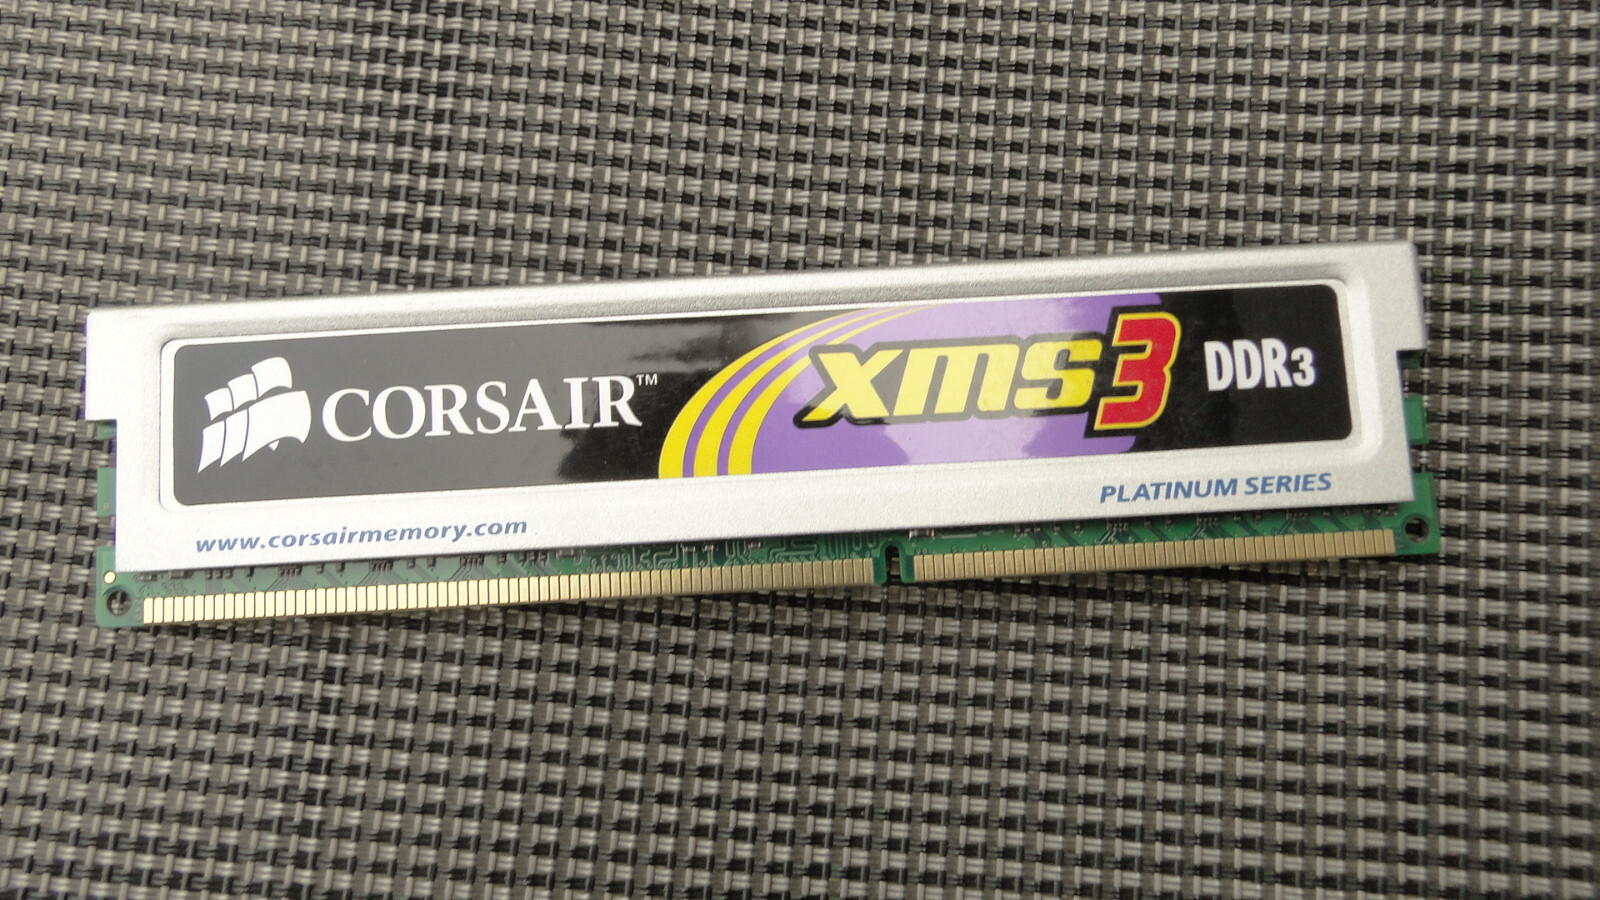 CORSAIR™
xms3 DDR3
PLATINUM SERIES
www.corsairmemory.com